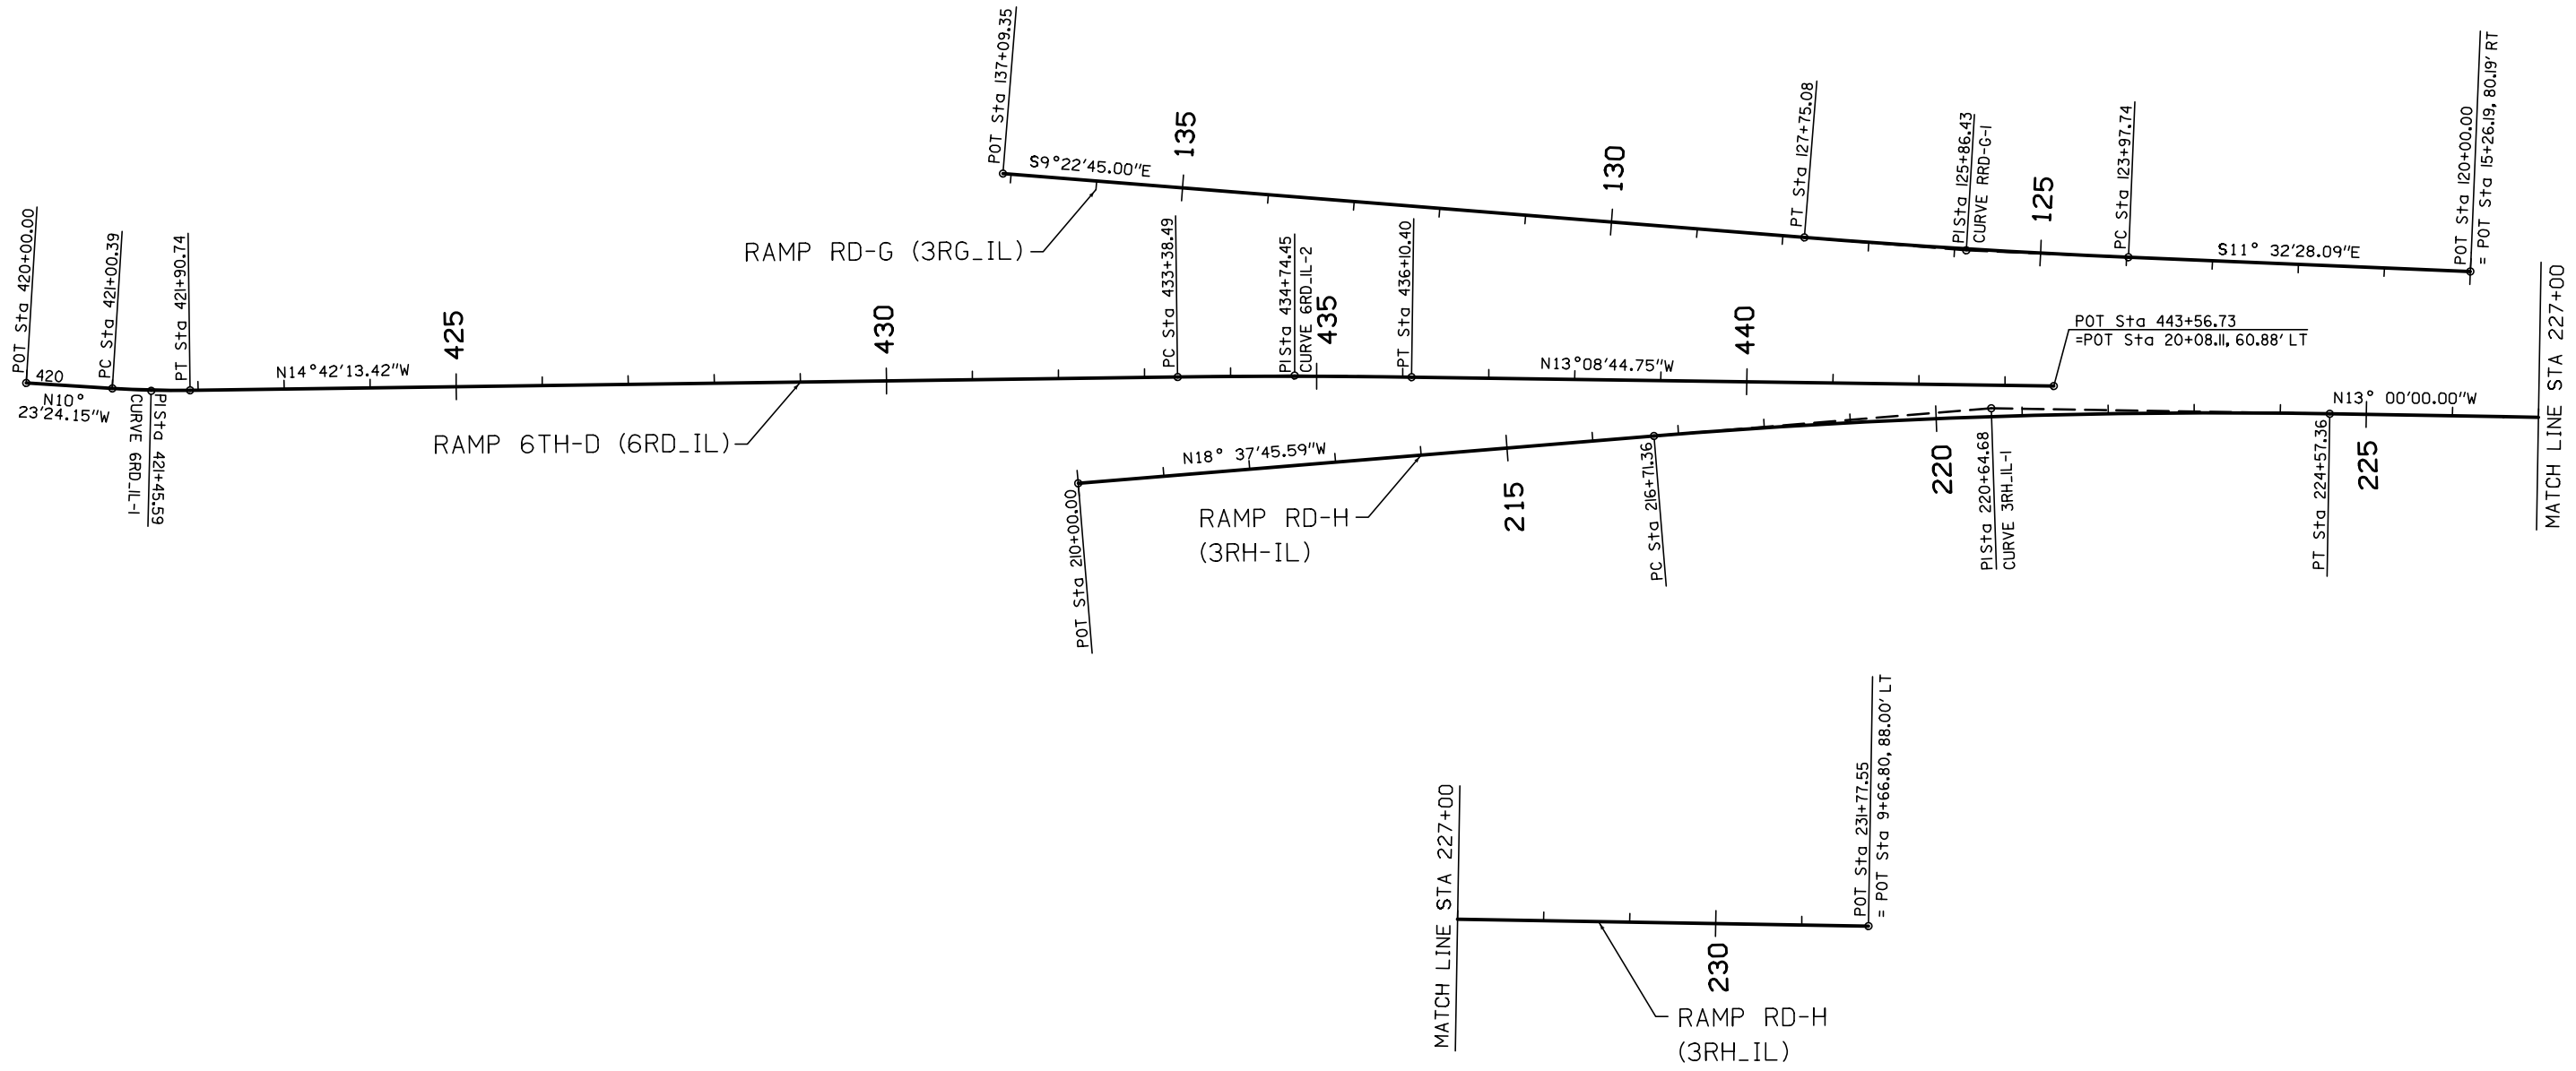 POT Sta 137+09.35
S9°22'45.00"E
135
RAMP RD-G (3RG_IL)
130
PT Sta 127+75.08
PI Sta 125+86.43
CURVE RRD-G-1
125
PC Sta 123+97.74
S11° 32'28.09"E
POT Sta 120+00.00
= POT Sta 15+26.19, 80.19' RT
MATCH LINE STA 227+00
POT Sta 420+00.00
420
N10°
23'24.15"W
PC Sta 421+00.39
PI Sta 421+45.59
CURVE 6RD_IL-1
PT Sta 421+90.74
N14°42'13.42"W
425
RAMP 6TH-D (6RD_IL)
430
PC Sta 433+38.49
PI Sta 434+74.45
CURVE 6RD_IL-2
435
PT Sta 436+10.40
N13°08'44.75"W
440
POT Sta 443+56.73
=POT Sta 20+08.11, 60.88' LT
POT Sta 210+00.00
N18° 37'45.59"W
RAMP RD-H
(3RH-IL)
215
PC Sta 216+71.36
220
PI Sta 220+64.68
CURVE 3RH_IL-1
PT Sta 224+57.36
N13° 00'00.00"W
225
MATCH LINE STA 227+00
230
POT Sta 231+77.55
= POT Sta 9+66.80, 88.00' LT
RAMP RD-H
(3RH_IL)